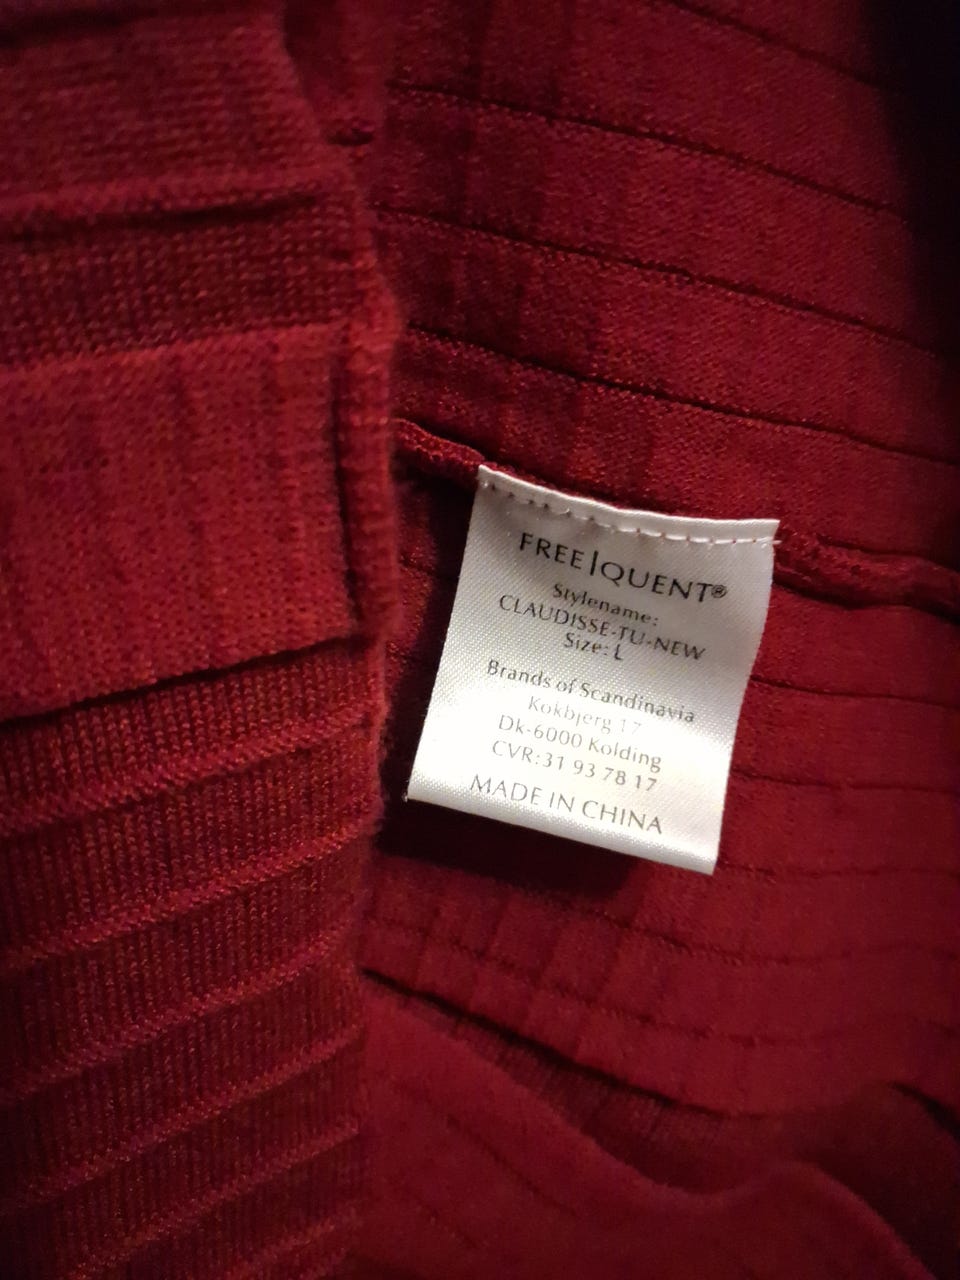 FREE|QUENT®
Stylename:
CLAUDISSE-TU-NEW
Size: L
Brands of Scandinavia
Kokbjerg 17
Dk-6000 Kolding
CVR:31 93 78 17
MADE IN CHINA